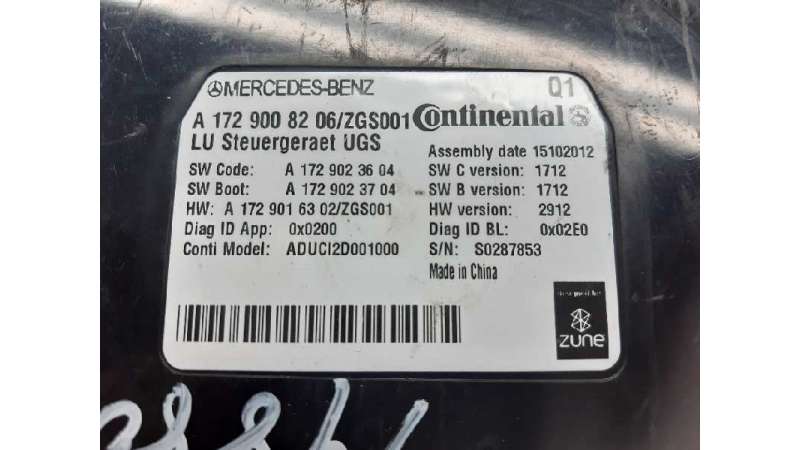 MERCEDES-BENZ Q1
A 172 900 82 06/ZGS001 Continental
LU Steuergeraet UGS
Assembly date 15102012
SW Code: A 172 902 36 04 SW C version: 1712
SW Boot: A 172 902 37 04 SW B version: 1712
HW: A 172 901 63 02/ZGS001 HW version: 2912
Diag ID App: 0x0200 Diag ID BL: 0x02E0
Conti Model: ADUCI2D001000 S/N: S0287853
Made in China
designed for
zune